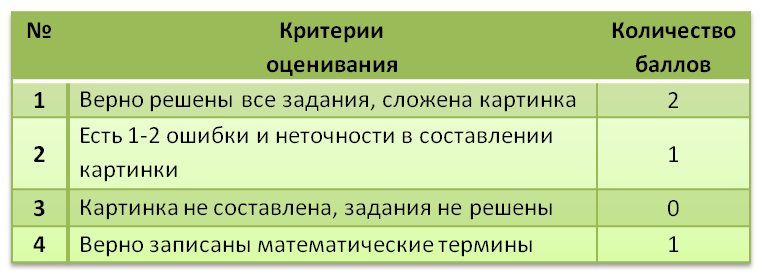 № Критерии оценивания Количество баллов
1 Верно решены все задания, сложена картинка 2
2 Есть 1-2 ошибки и неточности в составлении картинки 1
3 Картинка не составлена, задания не решены 0
4 Верно записаны математические термины 1